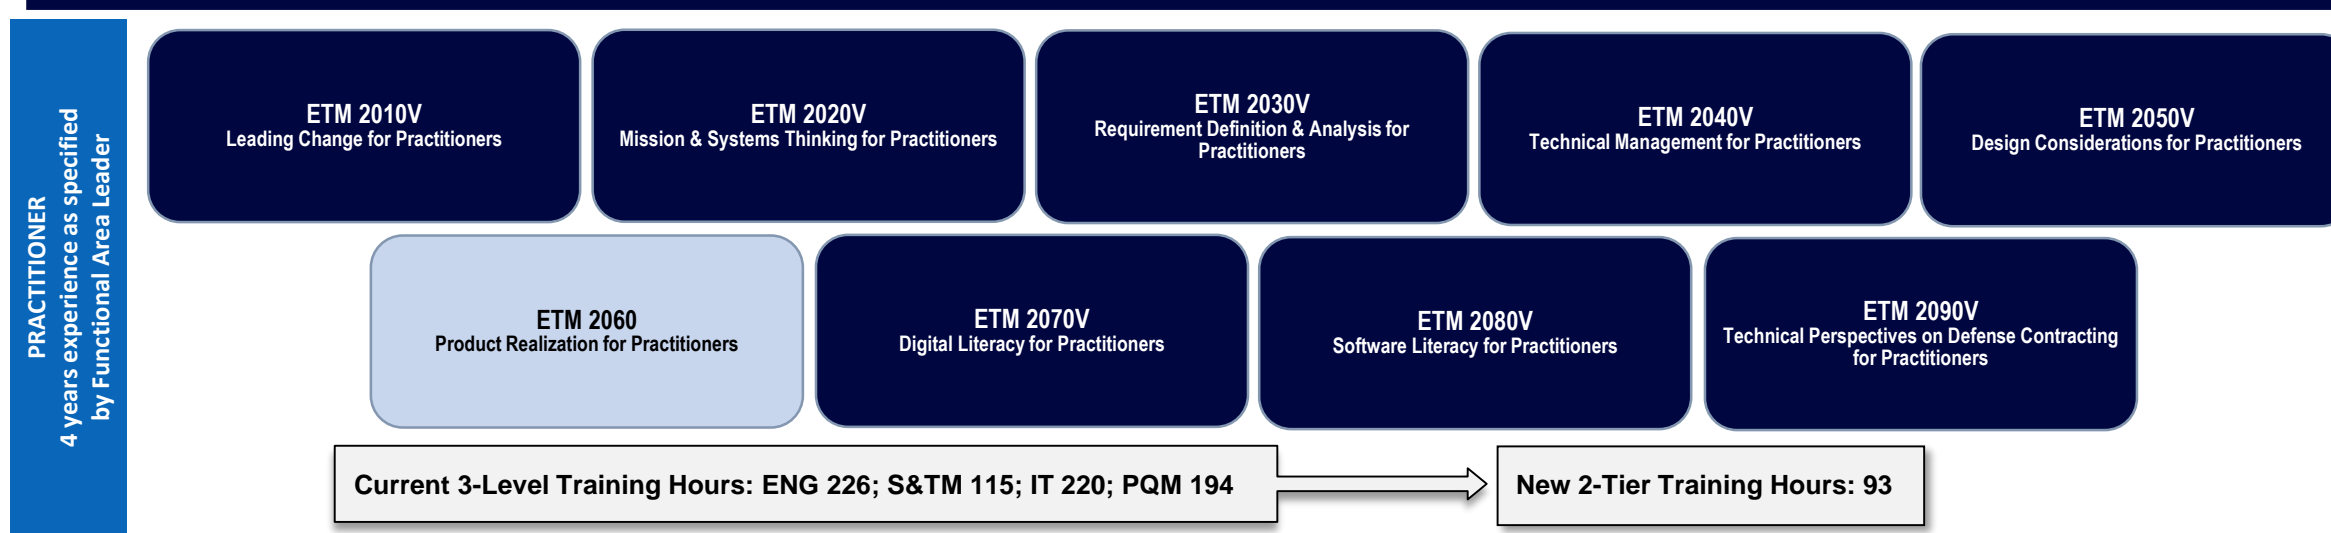 PRACTITIONER
4 years experience as specified
by Functional Area Leader
ETM 2010V
Leading Change for Practitioners
ETM 2020V
Mission & Systems Thinking for Practitioners
ETM 2030V
Requirement Definition & Analysis for
Practitioners
ETM 2040V
Technical Management for Practitioners
ETM 2050V
Design Considerations for Practitioners
ETM 2060
Product Realization for Practitioners
ETM 2070V
Digital Literacy for Practitioners
ETM 2080V
Software Literacy for Practitioners
ETM 2090V
Technical Perspectives on Defense Contracting
for Practitioners
Current 3-Level Training Hours: ENG 226; S&TM 115; IT 220; PQM 194
New 2-Tier Training Hours: 93